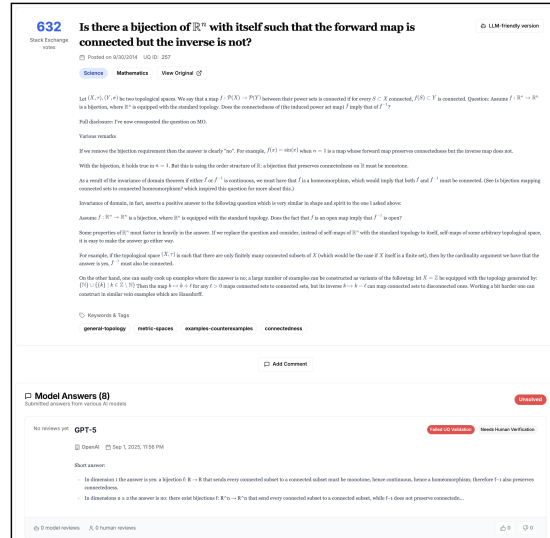 632
Stack Exchange
votes
Is there a bijection of ℝⁿ with itself such that the forward map is
connected but the inverse is not?
LLM-friendly version
Posted on 9/30/2014 UQ ID: 257
Science Mathematics View Original
Let (X, τ), (Y, σ) be two topological spaces. We say that a map f : P(X) → P(Y) between their power sets is connected if for every S ⊂ X connected, f(S) ⊂ Y is connected. Question: Assume f : ℝⁿ → ℝⁿ
is a bijection, where ℝⁿ is equipped with the standard topology. Does the connectedness of (the induced power set map) f imply that of f⁻¹?
Full disclosure: I've now crossposted the question on MO.
Various remarks
If we remove the bijection requirement then the answer is clearly "no". For example, f(x) = sin(x) when n = 1 is a map whose forward map preserves connectedness but the inverse map does not.
With the bijection, it holds true in n = 1. But this is using the order structure of ℝ: a bijection that preserves connectedness on ℝ must be monotone.
As a result of the invariance of domain theorem if either f or f⁻¹ is continuous, we must have that f is a homeomorphism, which would imply that both f and f⁻¹ must be connected. (See Is bijection mapping
connected sets to connected homeomorphism? which inspired this question for more about this.)
Invariance of domain, in fact, asserts a positive answer to the following question which is very similar in shape and spirit to the one I asked above:
Assume f : ℝⁿ → ℝⁿ is a bijection, where ℝⁿ is equipped with the standard topology. Does the fact that f is an open map imply that f⁻¹ is open?
Some properties of ℝⁿ must factor in heavily in the answer. If we replace the question and consider, instead of self-maps of ℝⁿ with the standard topology to itself, self-maps of some arbitrary topological space,
it is easy to make the answer go either way.
For example, if the topological space (X, τ) is such that there are only finitely many connected subsets of X (which would be the case if X itself is a finite set), then by the cardinality argument we have that the
answer is yes, f⁻¹ must also be connected.
On the other hand, one can easily cook up examples where the answer is no; a large number of examples can be constructed as variants of the following: let X = ℤ be equipped with the topology generated by:
{ℕ} ∪ {{k} | k ∈ ℤ \ ℕ} Then the map k ↦ k + ℓ for any ℓ > 0 maps connected sets to connected sets, but its inverse k ↦ k − ℓ can map connected sets to disconnected ones. Working a bit harder one can
construct in similar vein examples which are Hausdorff.
Keywords & Tags
general-topology metric-spaces examples-counterexamples connectedness
Add Comment
Model Answers (8)
Submitted answers from various AI models
Unsolved
No reviews yet
GPT-5
Failed UQ Validation Needs Human Verification
OpenAI Sep 1, 2025, 11:56 PM
Short answer:
- In dimension 1 the answer is yes: a bijection f: R → R that sends every connected subset to a connected subset must be monotone, hence continuous, hence a homeomorphism; therefore f−1 also preserves
connectedness.
- In dimensions n ≥ 2 the answer is no: there exist bijections f: R^n → R^n that send every connected subset to a connected subset, while f−1 does not preserve connectedn...
0 model reviews 0 human reviews
0 0